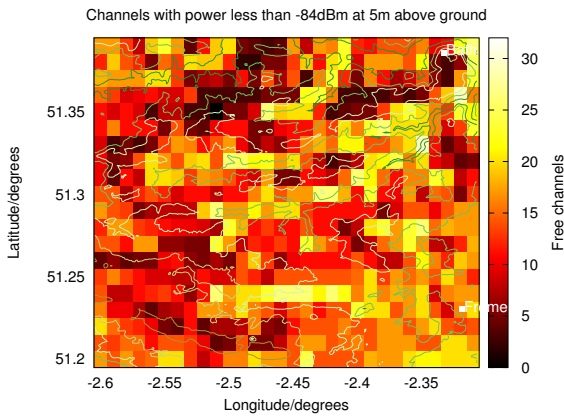 Channels with power less than -84dBm at 5m above ground
Bath
51.35
51.3
51.25
51.2
Latitude/degrees
Frome
-2.6 -2.55 -2.5 -2.45 -2.4 -2.35
Longitude/degrees
30
25
20
15
10
5
0
Free channels